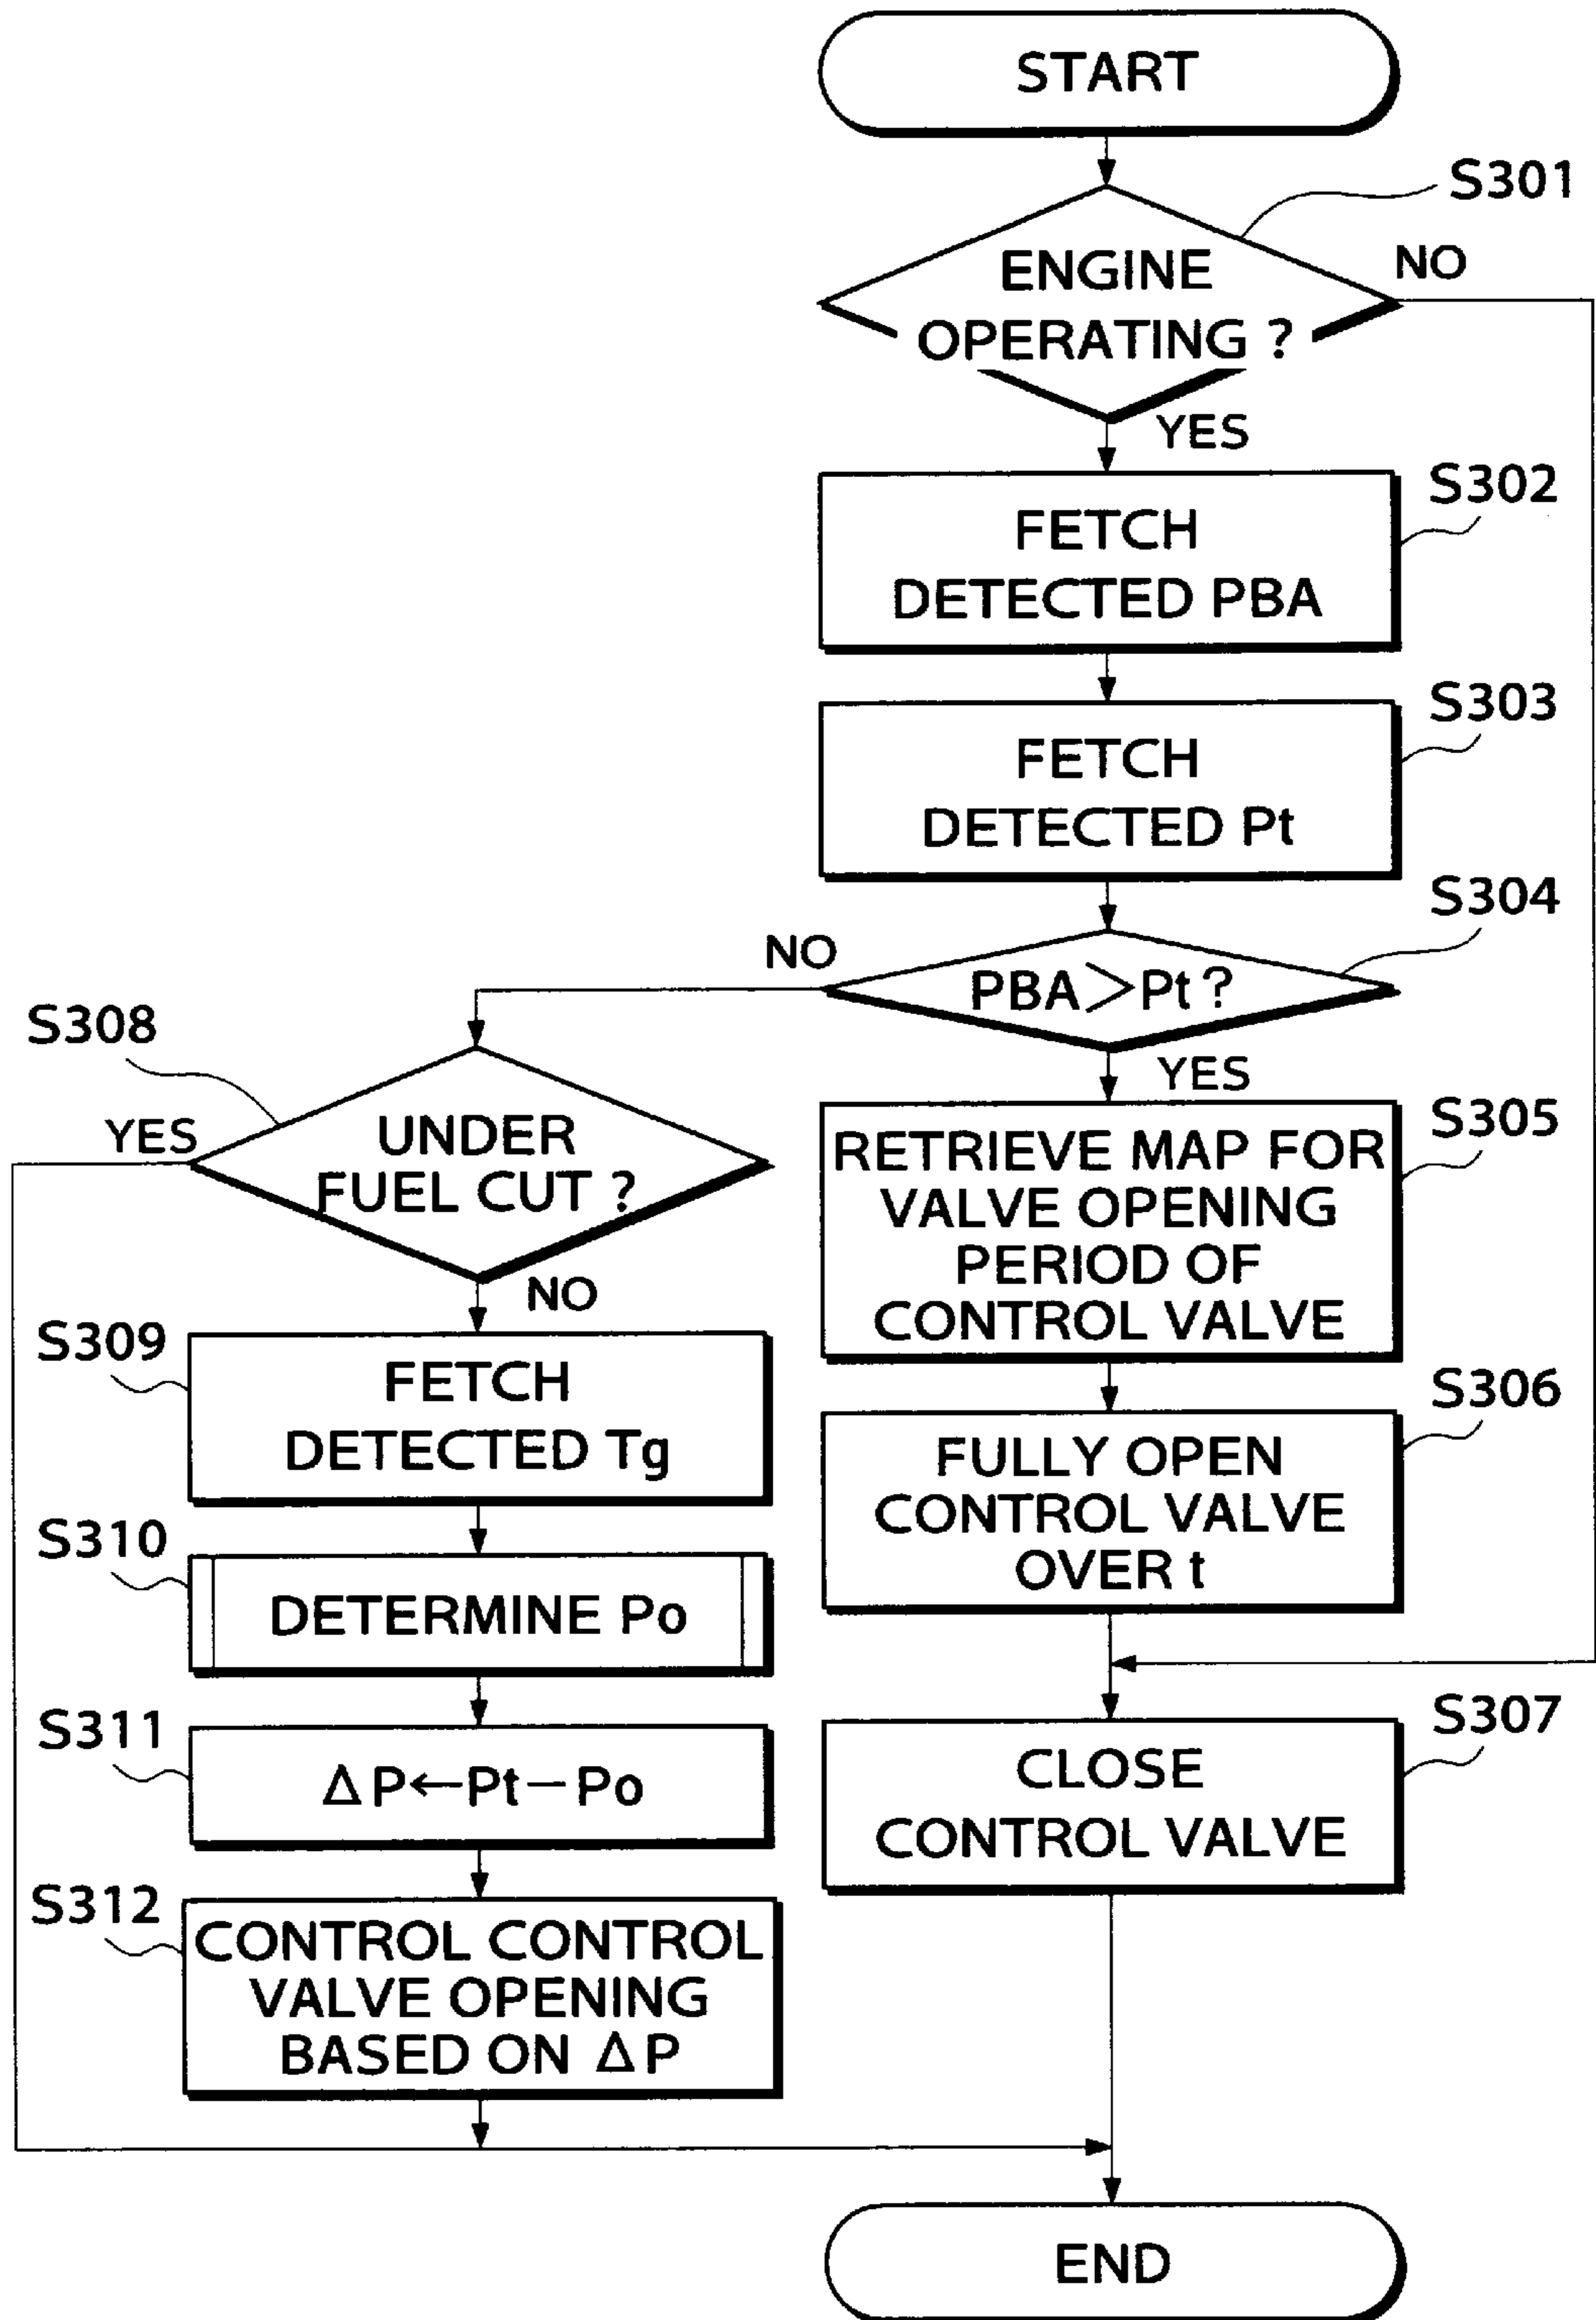 START
S301
ENGINE
OPERATING ?
NO
YES
S302
FETCH
DETECTED PBA
S303
FETCH
DETECTED Pt
S304
PBA>Pt ?
NO
YES
S305
RETRIEVE MAP FOR
VALVE OPENING
PERIOD OF
CONTROL VALVE
S306
FULLY OPEN
CONTROL VALVE
OVER t
S307
CLOSE
CONTROL VALVE
S308
UNDER
FUEL CUT ?
YES
NO
S309
FETCH
DETECTED Tg
S310
DETERMINE Po
S311
ΔP←Pt−Po
S312
CONTROL CONTROL
VALVE OPENING
BASED ON ΔP
END